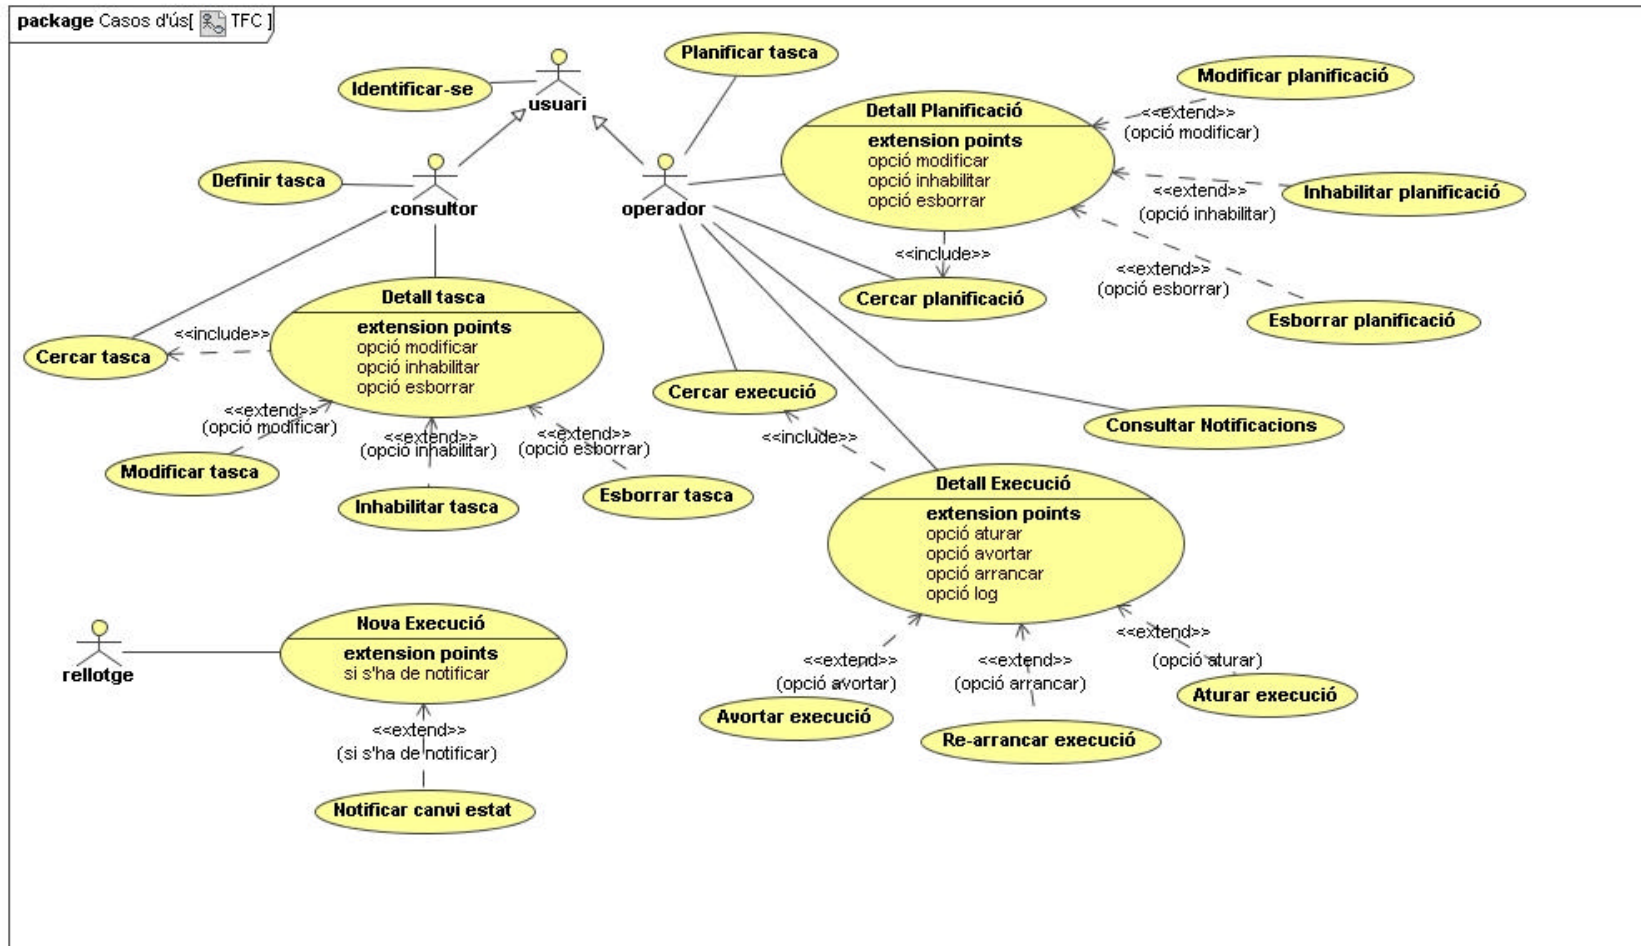 package Casos d'ús[ TFC ]
Planificar tasca
Identificar-se
usuari
Modificar planificació
Detall Planificació
extension points
opció modificar
opció inhabilitar
opció esborrar
<<extend>>
(opció modificar)
Definir tasca
consultor
operador
<<extend>>
(opció inhabilitar)
Inhabilitar planificació
<<include>>
<<extend>>
(opció esborrar)
Cercar planificació
Esborrar planificació
Detall tasca
extension points
opció modificar
opció inhabilitar
opció esborrar
<<include>>
Cercar tasca
Cercar execució
<<extend>>
(opció modificar)
<<extend>>
(opció inhabilitar)
<<extend>>
(opció esborrar)
<<include>>
Consultar Notificacions
Modificar tasca
Inhabilitar tasca
Esborrar tasca
Detall Execució
extension points
opció aturar
opció avortar
opció arrancar
opció log
Nova Execució
extension points
si s'ha de notificar
rellotge
<<extend>>
(opció avortar)
<<extend>>
(opció arrancar)
<<extend>>
(opció aturar)
Avortar execució
Re-arrancar execució
Aturar execució
<<extend>>
(si s'ha de notificar)
Notificar canvi estat